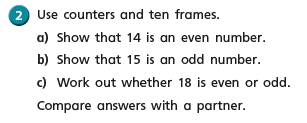 2 Use counters and ten frames.
a) Show that 14 is an even number.
b) Show that 15 is an odd number.
c) Work out whether 18 is even or odd.
Compare answers with a partner.